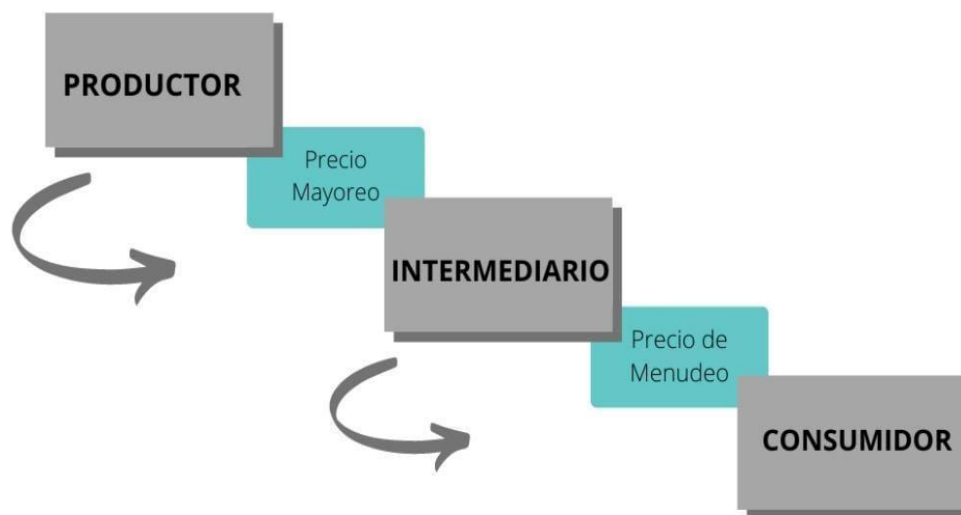 PRODUCTOR
Precio
Mayoreo
INTERMEDIARIO
Precio de
Menudeo
CONSUMIDOR